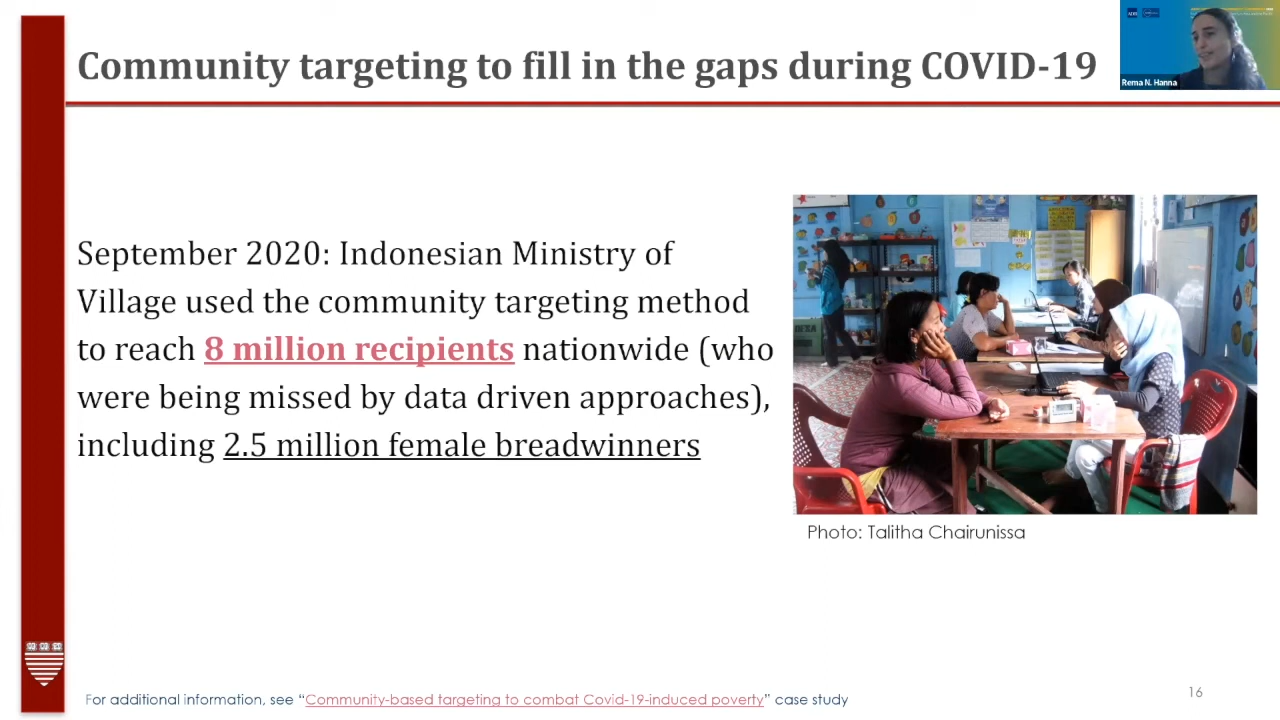 Community targeting to fill in the gaps during COVID-19
Rema N. Hanna
September 2020: Indonesian Ministry of
Village used the community targeting method
to reach 8 million recipients nationwide (who
were being missed by data driven approaches),
including 2.5 million female breadwinners
Photo: Talitha Chairunissa
For additional information, see “Community-based targeting to combat Covid-19-induced poverty” case study
16